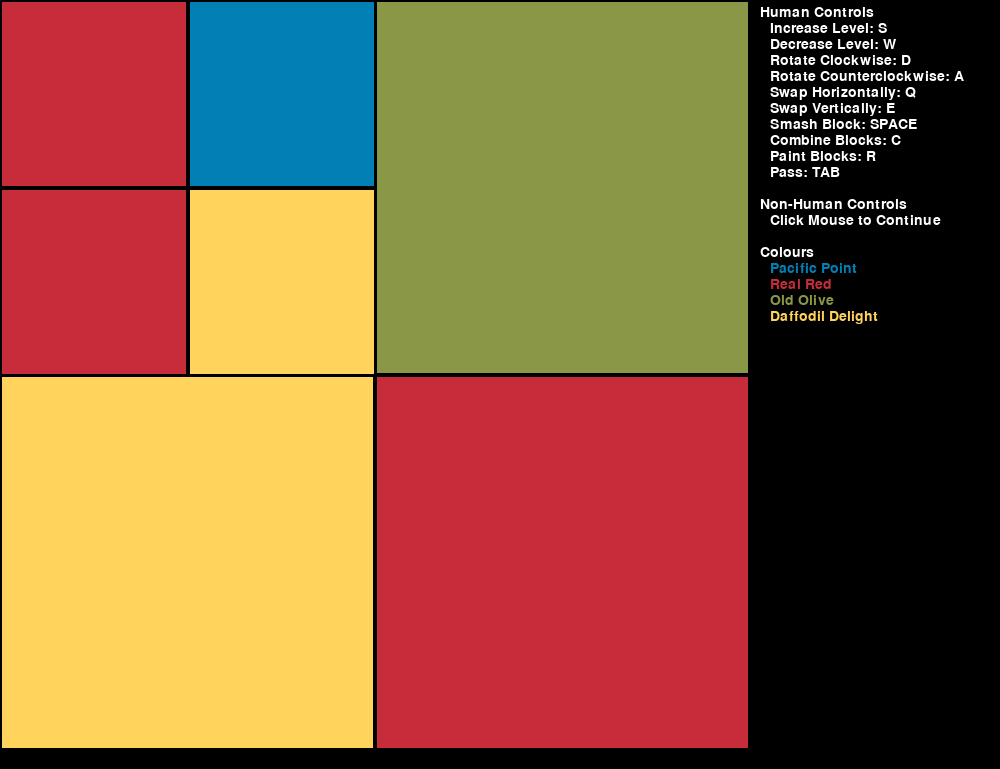 Human Controls
Increase Level: S
Decrease Level: W
Rotate Clockwise: D
Rotate Counterclockwise: A
Swap Horizontally: Q
Swap Vertically: E
Smash Block: SPACE
Combine Blocks: C
Paint Blocks: R
Pass: TAB
Non-Human Controls
Click Mouse to Continue
Colours
Pacific Point
Real Red
Old Olive
Daffodil Delight